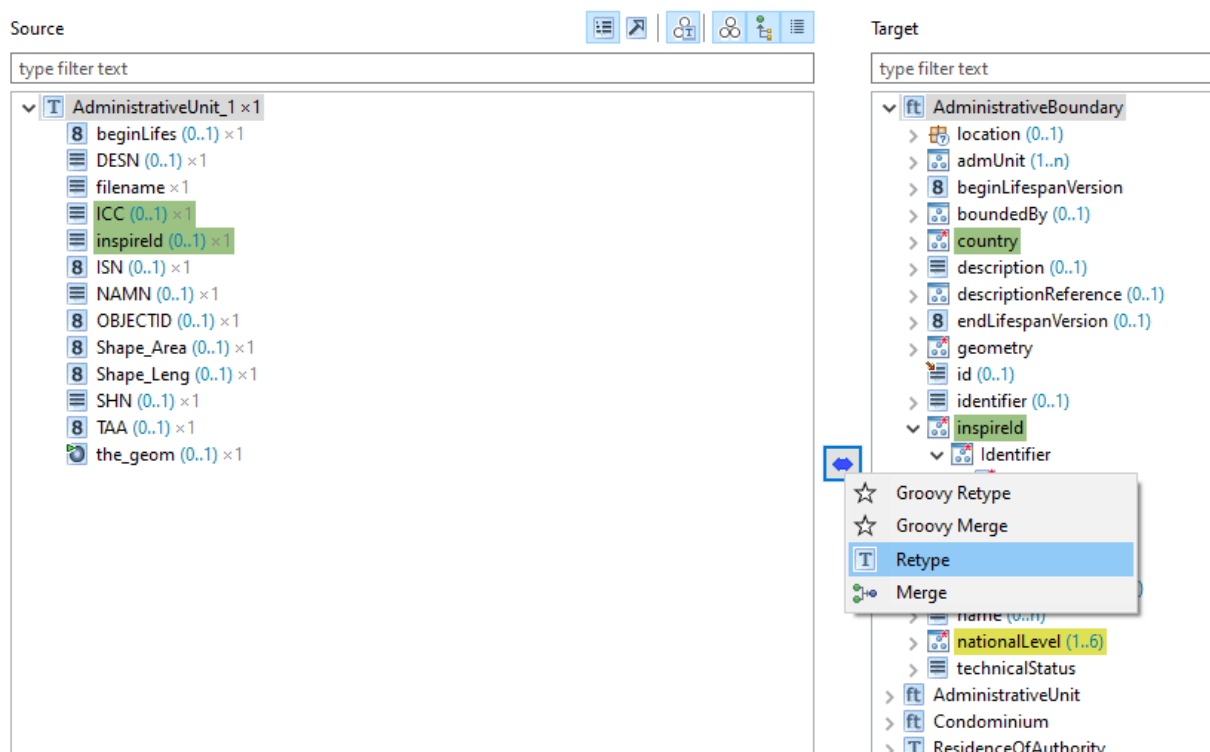 Source
type filter text
AdministrativeUnit_1 ×1
beginLifes (0..1) ×1
DESN (0..1) ×1
filename ×1
ICC (0..1) ×1
inspireId (0..1) ×1
ISN (0..1) ×1
NAMN (0..1) ×1
OBJECTID (0..1) ×1
Shape_Area (0..1) ×1
Shape_Leng (0..1) ×1
SHN (0..1) ×1
TAA (0..1) ×1
the_geom (0..1) ×1
Target
type filter text
AdministrativeBoundary
location (0..1)
admUnit (1..n)
beginLifespanVersion
boundedBy (0..1)
country
description (0..1)
descriptionReference (0..1)
endLifespanVersion (0..1)
geometry
id (0..1)
identifier (0..1)
inspireId
Identifier
Groovy Retype
Groovy Merge
Retype
Merge
name (0..n)
nationalLevel (1..6)
technicalStatus
AdministrativeUnit
Condominium
ResidenceOfAuthority